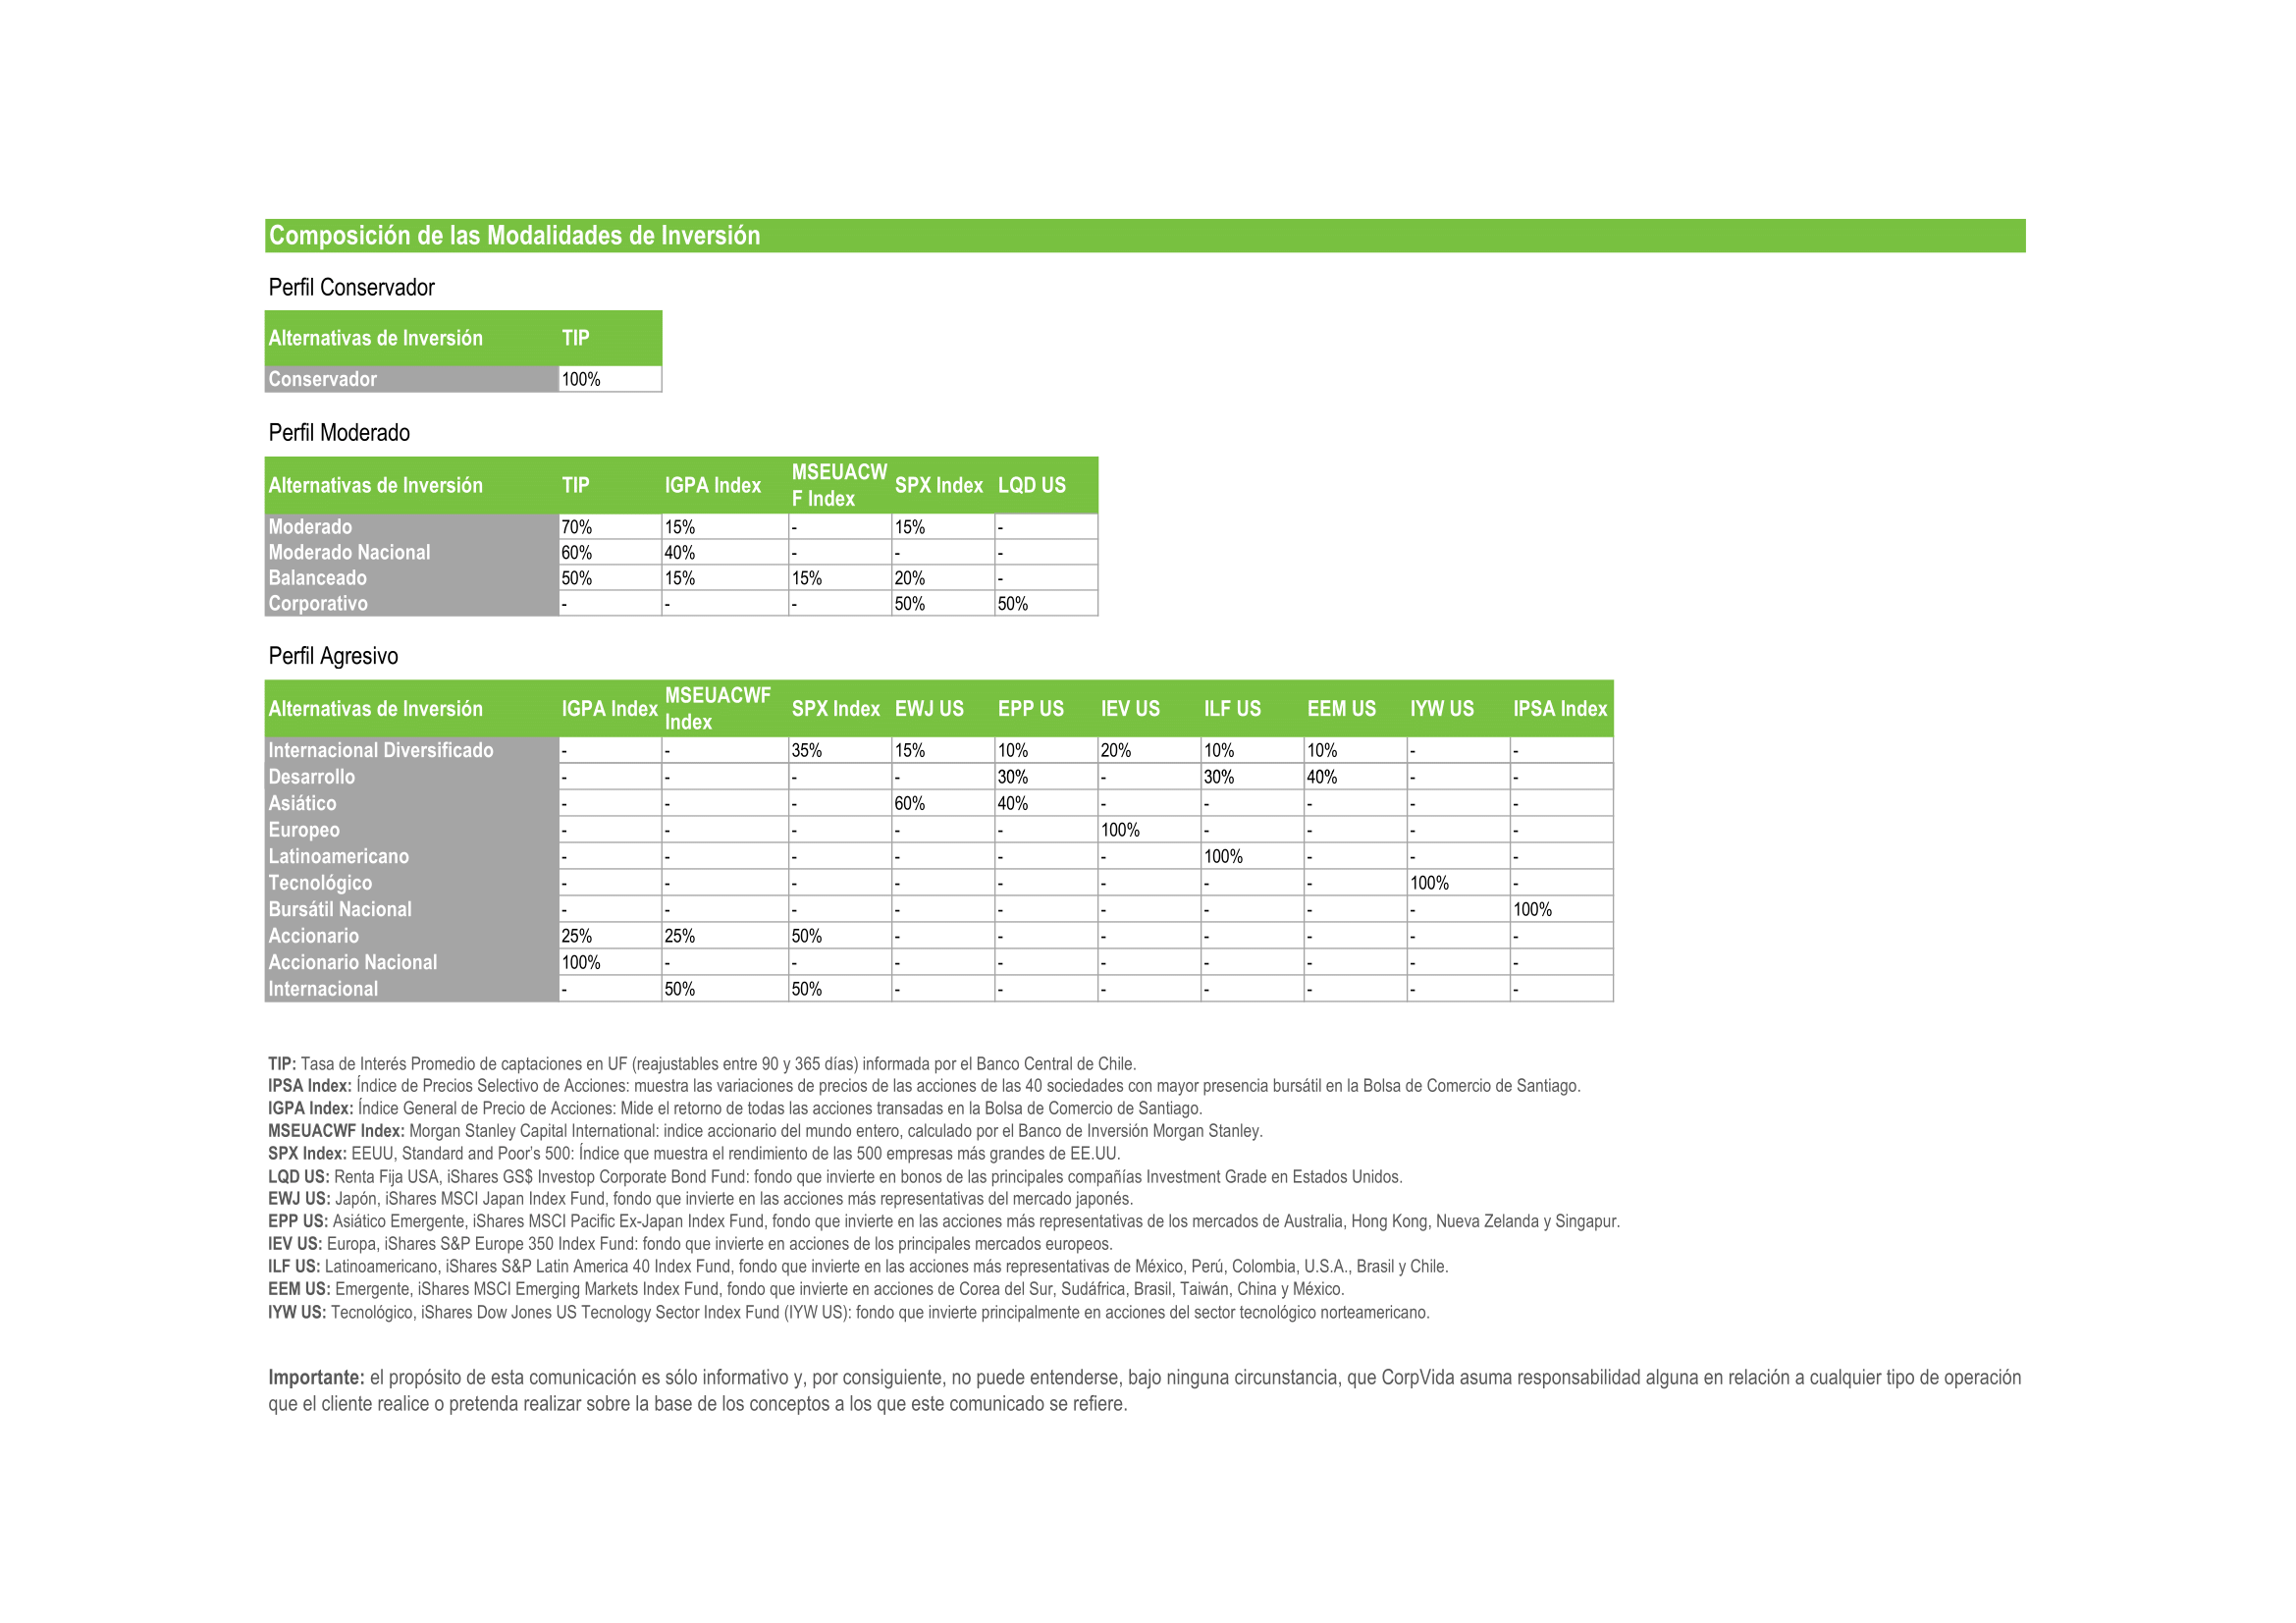 Composición de las Modalidades de Inversión
Perfil Conservador
Alternativas de Inversión TIP
Conservador 100%
Perfil Moderado
Alternativas de Inversión TIP IGPA Index MSEUACW F Index SPX Index LQD US
Moderado 70% 15% - 15% -
Moderado Nacional 60% 40% - - -
Balanceado 50% 15% 15% 20% -
Corporativo - - - 50% 50%
Perfil Agresivo
Alternativas de Inversión IGPA Index MSEUACWF Index SPX Index EWJ US EPP US IEV US ILF US EEM US IYW US IPSA Index
Internacional Diversificado - - 35% 15% 10% 20% 10% 10% - -
Desarrollo - - - - 30% - 30% 40% - -
Asiático - - - 60% 40% - - - - -
Europeo - - - - - 100% - - - -
Latinoamericano - - - - - - 100% - - -
Tecnológico - - - - - - - - 100% -
Bursátil Nacional - - - - - - - - - 100%
Accionario 25% 25% 50% - - - - - - -
Accionario Nacional 100% - - - - - - - - -
Internacional - 50% 50% - - - - - - -
TIP: Tasa de Interés Promedio de captaciones en UF (reajustables entre 90 y 365 días) informada por el Banco Central de Chile.
IPSA Index: Índice de Precios Selectivo de Acciones: muestra las variaciones de precios de las acciones de las 40 sociedades con mayor presencia bursátil en la Bolsa de Comercio de Santiago.
IGPA Index: Índice General de Precio de Acciones: Mide el retorno de todas las acciones transadas en la Bolsa de Comercio de Santiago.
MSEUACWF Index: Morgan Stanley Capital International: indice accionario del mundo entero, calculado por el Banco de Inversión Morgan Stanley.
SPX Index: EEUU, Standard and Poor's 500: Índice que muestra el rendimiento de las 500 empresas más grandes de EE.UU.
LQD US: Renta Fija USA, iShares GS$ Investop Corporate Bond Fund: fondo que invierte en bonos de las principales compañías Investment Grade en Estados Unidos.
EWJ US: Japón, iShares MSCI Japan Index Fund, fondo que invierte en las acciones más representativas del mercado japonés.
EPP US: Asiático Emergente, iShares MSCI Pacific Ex-Japan Index Fund, fondo que invierte en las acciones más representativas de los mercados de Australia, Hong Kong, Nueva Zelanda y Singapur.
IEV US: Europa, iShares S&P Europe 350 Index Fund: fondo que invierte en acciones de los principales mercados europeos.
ILF US: Latinoamericano, iShares S&P Latin America 40 Index Fund, fondo que invierte en las acciones más representativas de México, Perú, Colombia, U.S.A., Brasil y Chile.
EEM US: Emergente, iShares MSCI Emerging Markets Index Fund, fondo que invierte en acciones de Corea del Sur, Sudáfrica, Brasil, Taiwán, China y México.
IYW US: Tecnológico, iShares Dow Jones US Tecnology Sector Index Fund (IYW US): fondo que invierte principalmente en acciones del sector tecnológico norteamericano.
Importante: el propósito de esta comunicación es sólo informativo y, por consiguiente, no puede entenderse, bajo ninguna circunstancia, que CorpVida asuma responsabilidad alguna en relación a cualquier tipo de operación
que el cliente realice o pretenda realizar sobre la base de los conceptos a los que este comunicado se refiere.